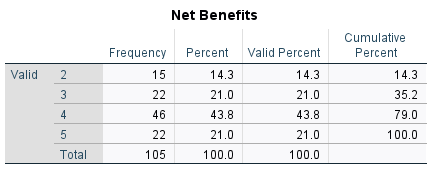 Net Benefits
Cumulative
Frequency Percent Valid Percent Percent
Valid 2 15 14.3 14.3 14.3
3 22 21.0 21.0 35.2
4 46 43.8 43.8 79.0
5 22 21.0 21.0 100.0
Total 105 100.0 100.0